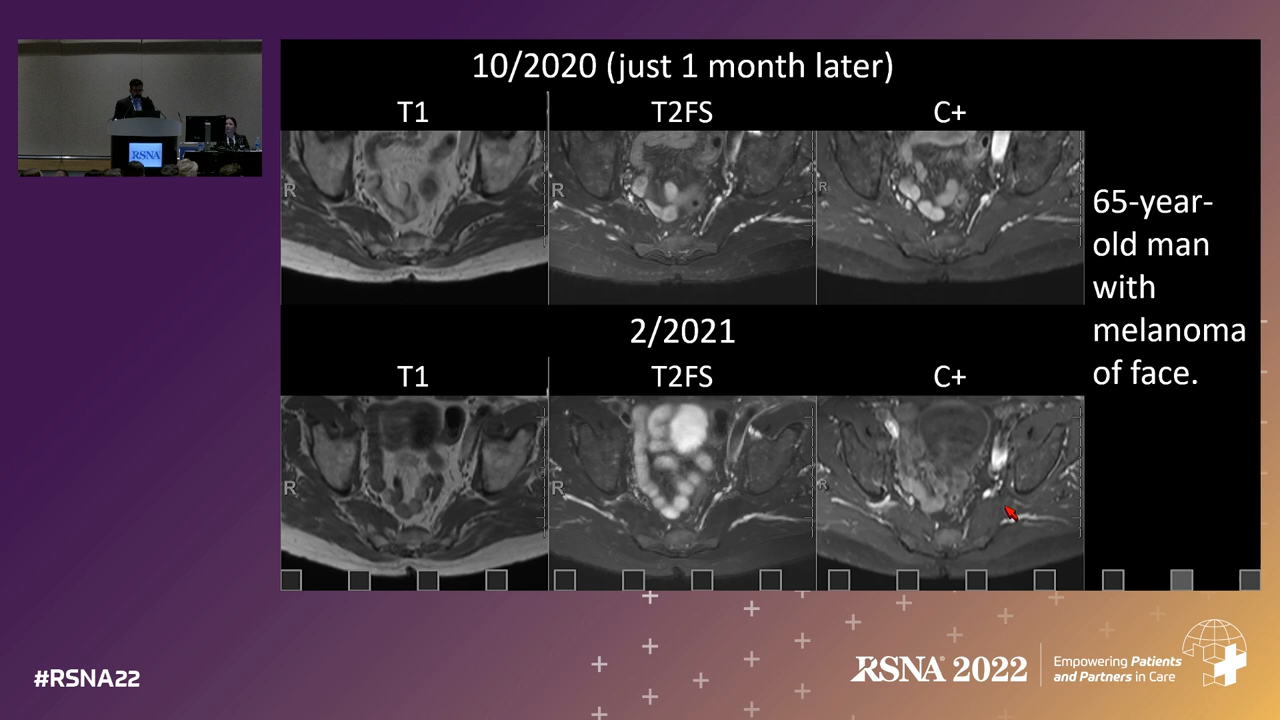 10/2020 (just 1 month later)
T1
T2FS
C+
R
R
R
65-year-
old man
with
melanoma
of face.
2/2021
T1
T2FS
C+
R
R
R
RSNA
#RSNA22
RSNA 2022
Empowering Patients
and Partners in Care